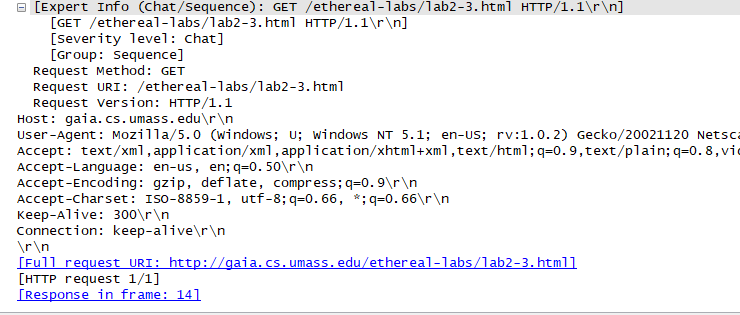 [Expert Info (Chat/Sequence): GET /ethereal-labs/lab2-3.html HTTP/1.1\r\n]
[GET /ethereal-labs/lab2-3.html HTTP/1.1\r\n]
[Severity level: Chat]
[Group: Sequence]
Request Method: GET
Request URI: /ethereal-labs/lab2-3.html
Request Version: HTTP/1.1
Host: gaia.cs.umass.edu\r\n
User-Agent: Mozilla/5.0 (Windows; U; Windows NT 5.1; en-US; rv:1.0.2) Gecko/20021120 Netsca
Accept: text/xml,application/xml,application/xhtml+xml,text/html;q=0.9,text/plain;q=0.8,vid
Accept-Language: en-us, en;q=0.50\r\n
Accept-Encoding: gzip, deflate, compress;q=0.9\r\n
Accept-Charset: ISO-8859-1, utf-8;q=0.66, *;q=0.66\r\n
Keep-Alive: 300\r\n
Connection: keep-alive\r\n
\r\n
[Full request URI: http://gaia.cs.umass.edu/ethereal-labs/lab2-3.html]
[HTTP request 1/1]
[Response in frame: 14]